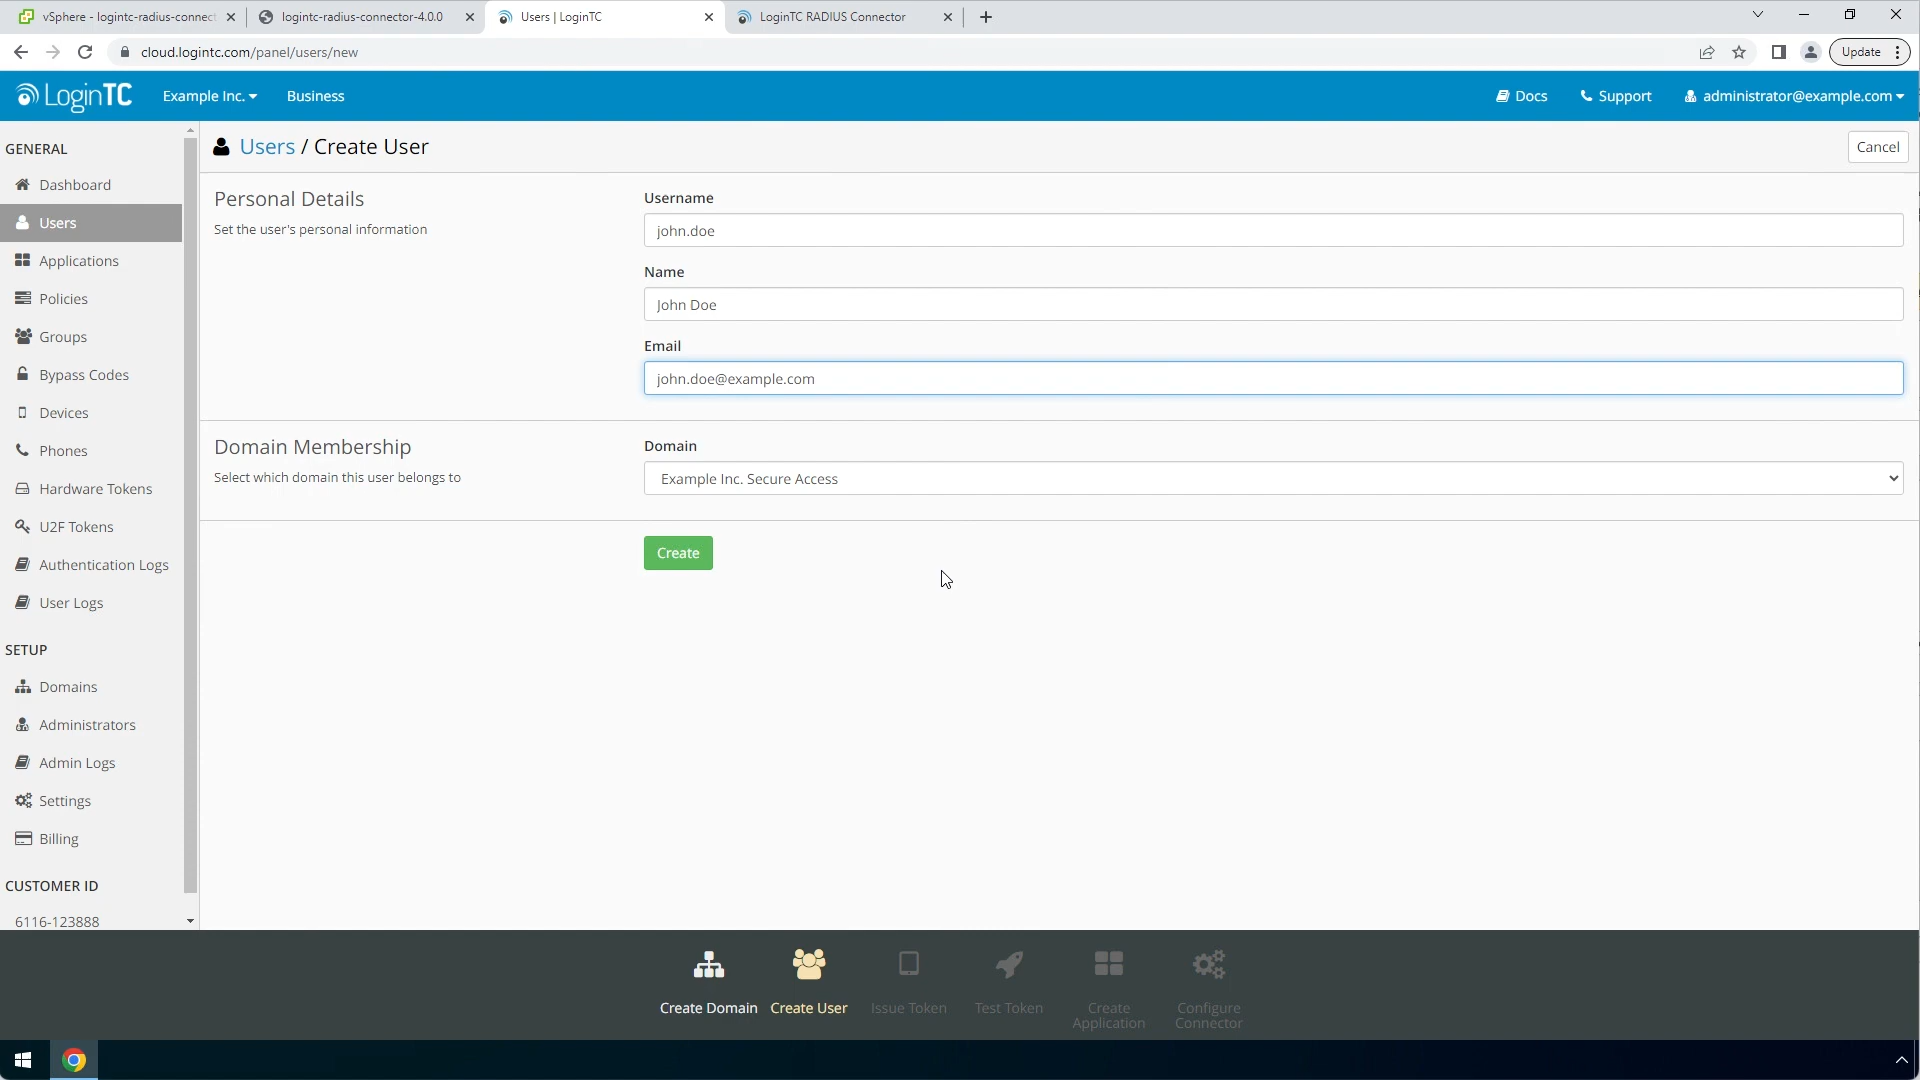 vSphere - logintc-radius-connect
logintc-radius-connector-4.0.0
Users | LoginTC
LoginTC RADIUS Connector
cloud.logintc.com/panel/users/new
Update
LoginTC
Example Inc.
Business
Docs
Support
administrator@example.com
GENERAL
Dashboard
Users
Applications
Policies
Groups
Bypass Codes
Devices
Phones
Hardware Tokens
U2F Tokens
Authentication Logs
User Logs
SETUP
Domains
Administrators
Admin Logs
Settings
Billing
CUSTOMER ID
6116-123888
Users / Create User
Cancel
Personal Details
Set the user's personal information
Username
john.doe
Name
John Doe
Email
john.doe@example.com
Domain Membership
Select which domain this user belongs to
Domain
Example Inc. Secure Access
Create
Create Domain
Create User
Issue Token
Test Token
Create
Application
Configure
Connector